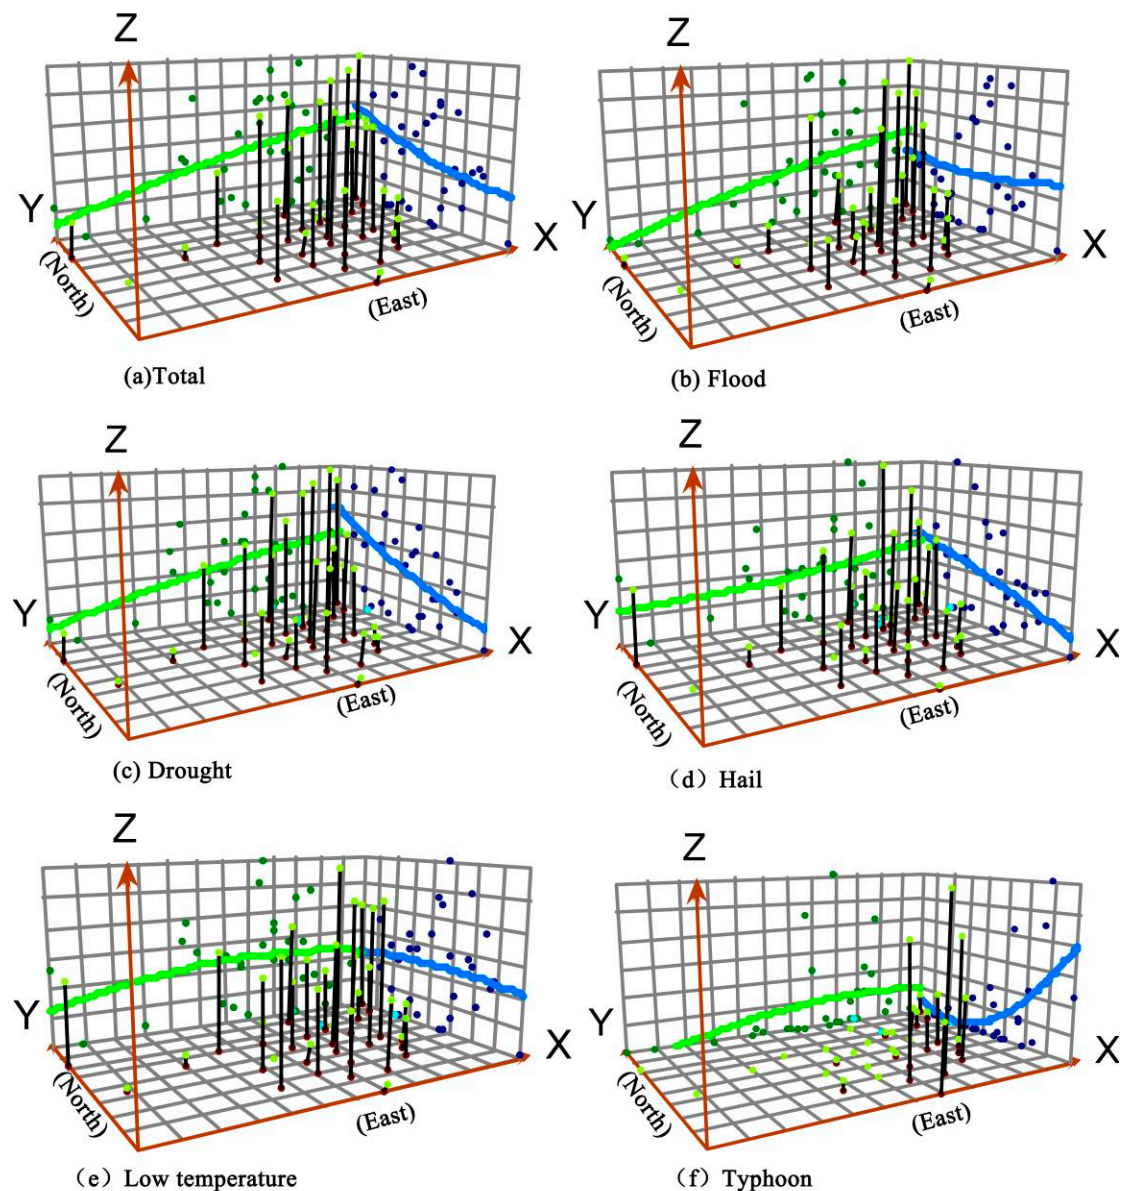 Z
Y
X
(North)
(East)
(a)Total
Z
Y
X
(North)
(East)
(b) Flood
Z
Y
X
(North)
(East)
(c) Drought
Z
Y
X
(North)
(East)
(d) Hail
Z
Y
X
(North)
(East)
(e) Low temperature
Z
Y
X
(North)
(East)
(f) Typhoon